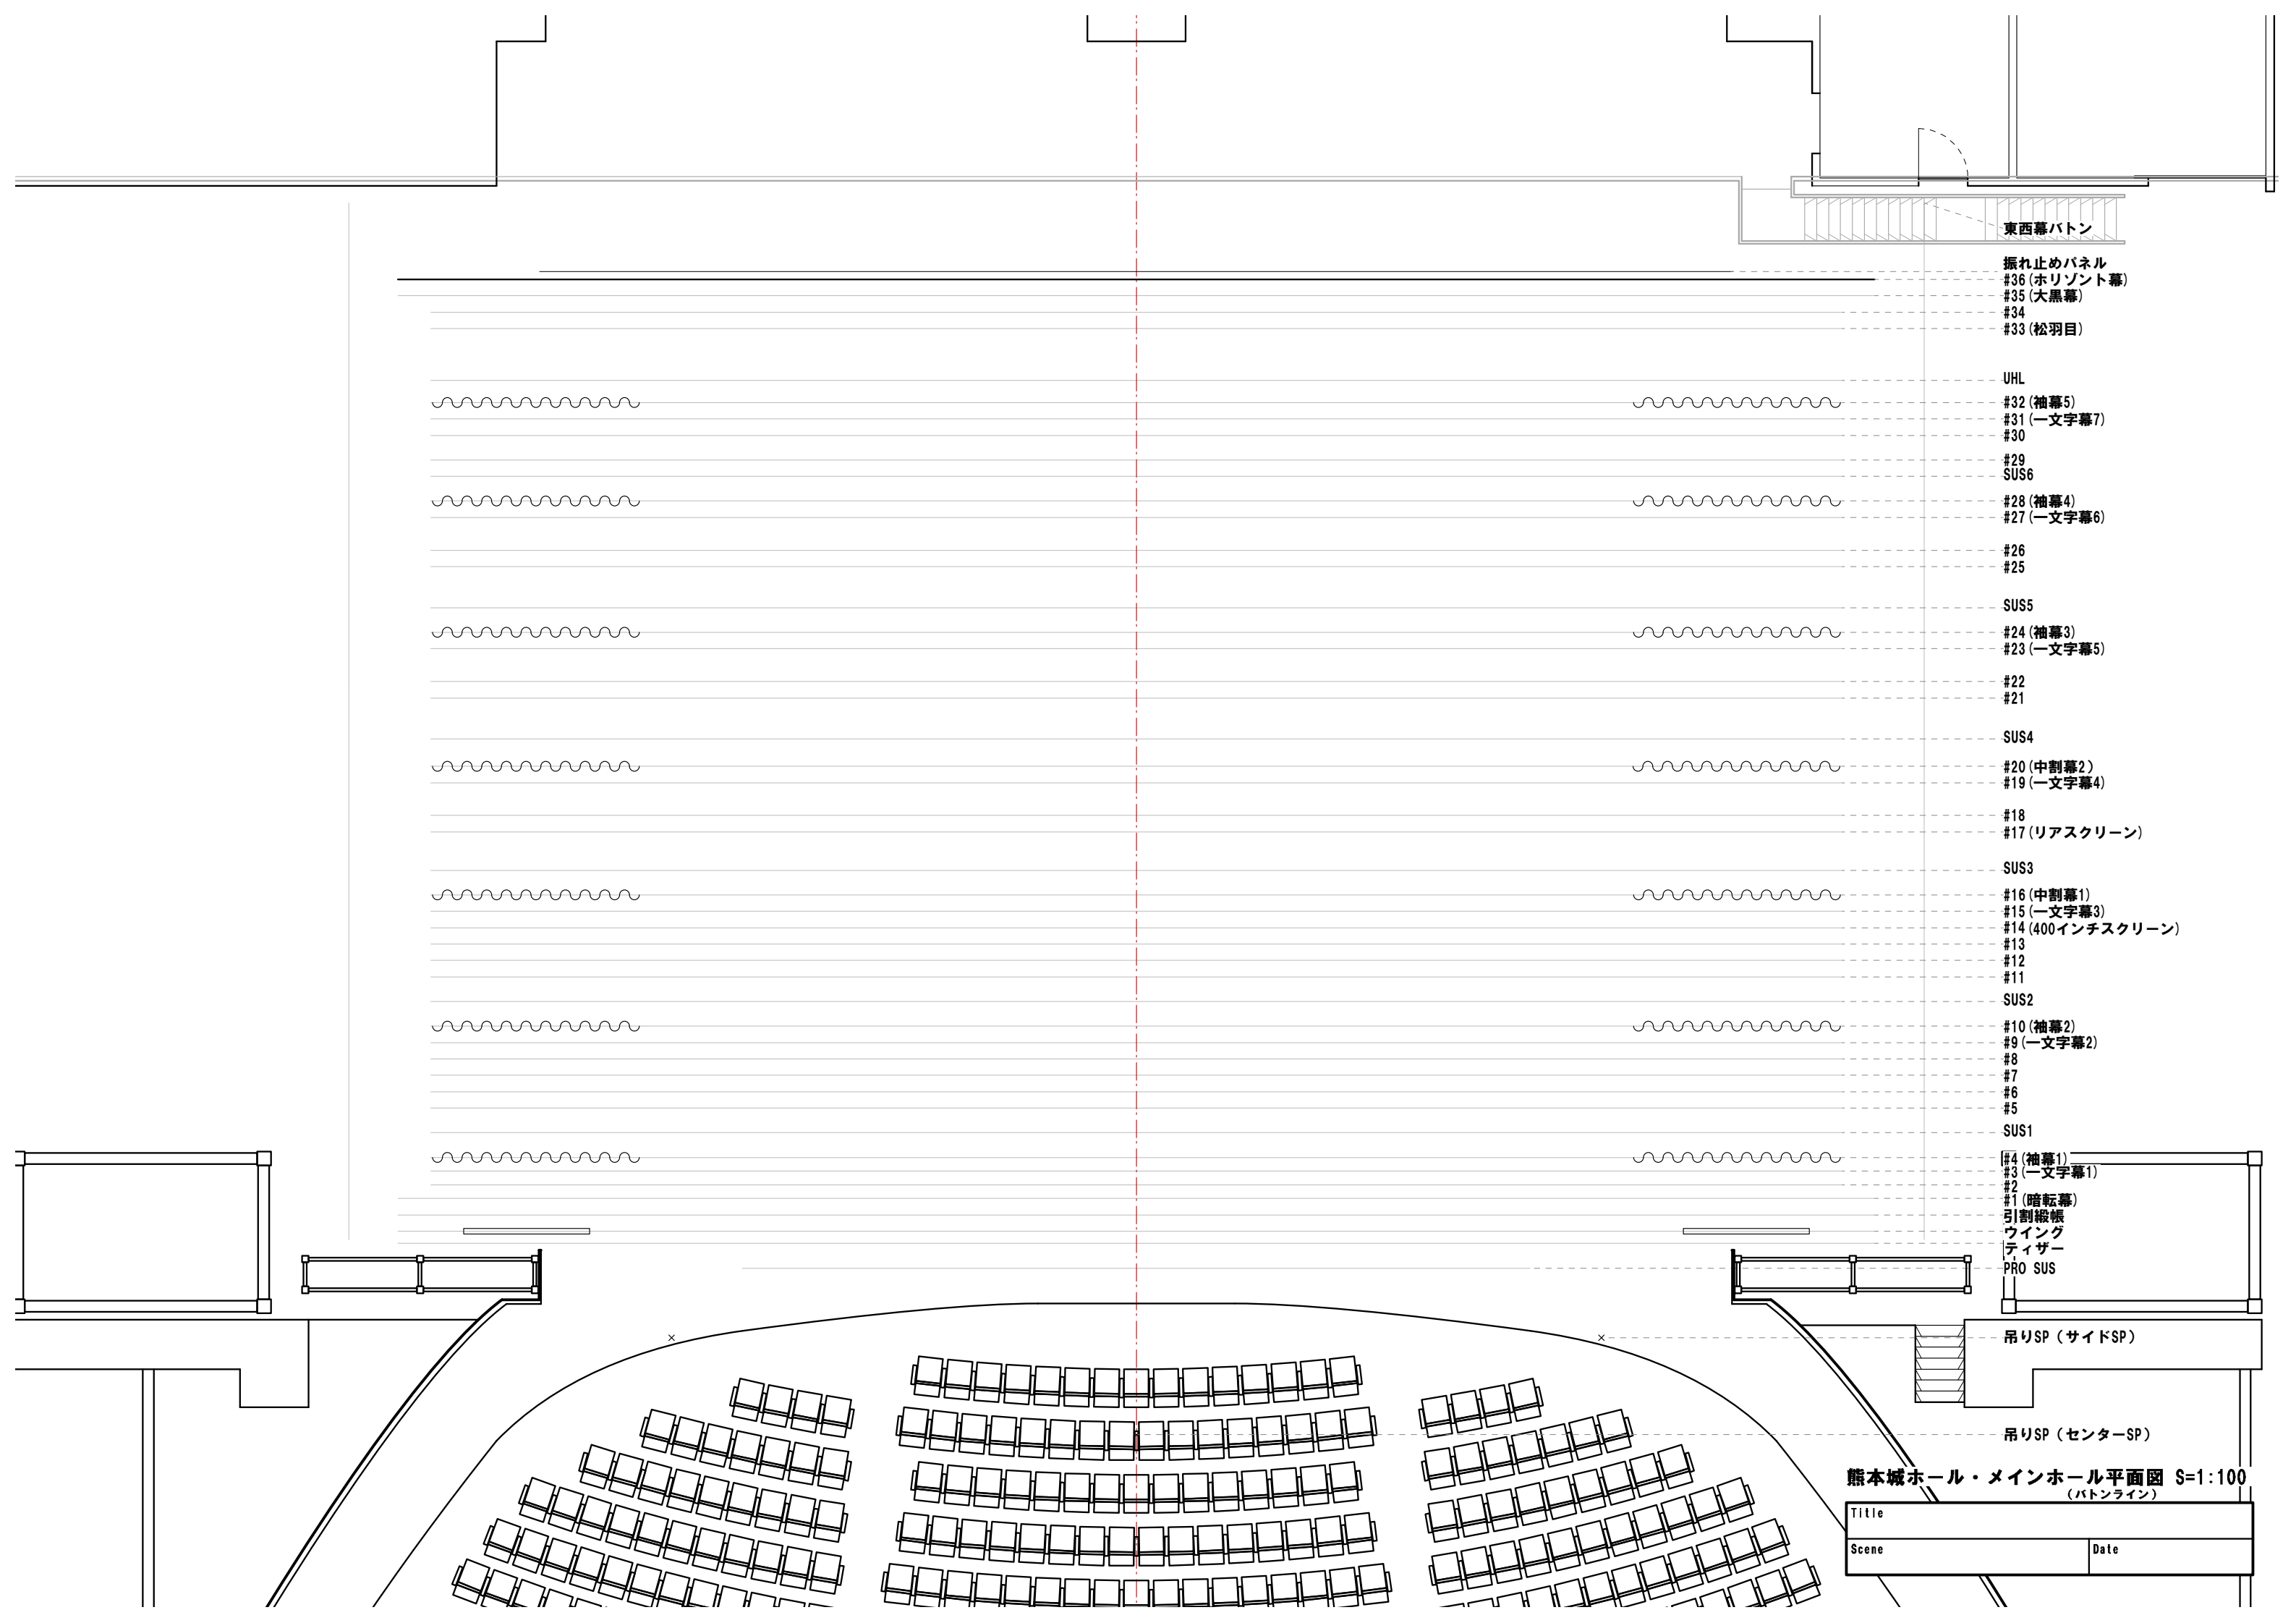 東西幕バトン
振れ止めパネル
#36(ホリゾント幕)
#35(大黒幕)
#34
#33(松羽目)
UHL
#32(袖幕5)
#31(一文字幕7)
#30
#29
SUS6
#28(袖幕4)
#27(一文字幕6)
#26
#25
SUS5
#24(袖幕3)
#23(一文字幕5)
#22
#21
SUS4
#20(中割幕2)
#19(一文字幕4)
#18
#17(リアスクリーン)
SUS3
#16(中割幕1)
#15(一文字幕3)
#14(400インチスクリーン)
#13
#12
#11
SUS2
#10(袖幕2)
#9(一文字幕2)
#8
#7
#6
#5
SUS1
#4(袖幕1)
#3(一文字幕1)
#2
#1(暗転幕)
引割緞帳
ウイング
ティザー
PRO SUS
吊りSP（サイドSP）
吊りSP（センターSP）
熊本城ホール・メインホール平面図 S=1:100
（バトンライン）
Title
Scene
Date